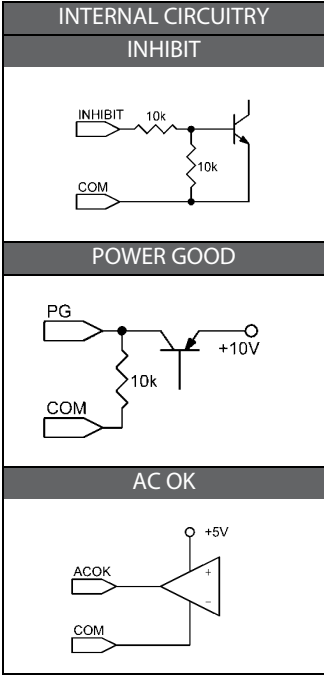 INTERNAL CIRCUITRY
INHIBIT
INHIBIT 10k
10k
COM
POWER GOOD
PG
+10V
10k
COM
AC OK
+5V
ACOK
+
−
COM